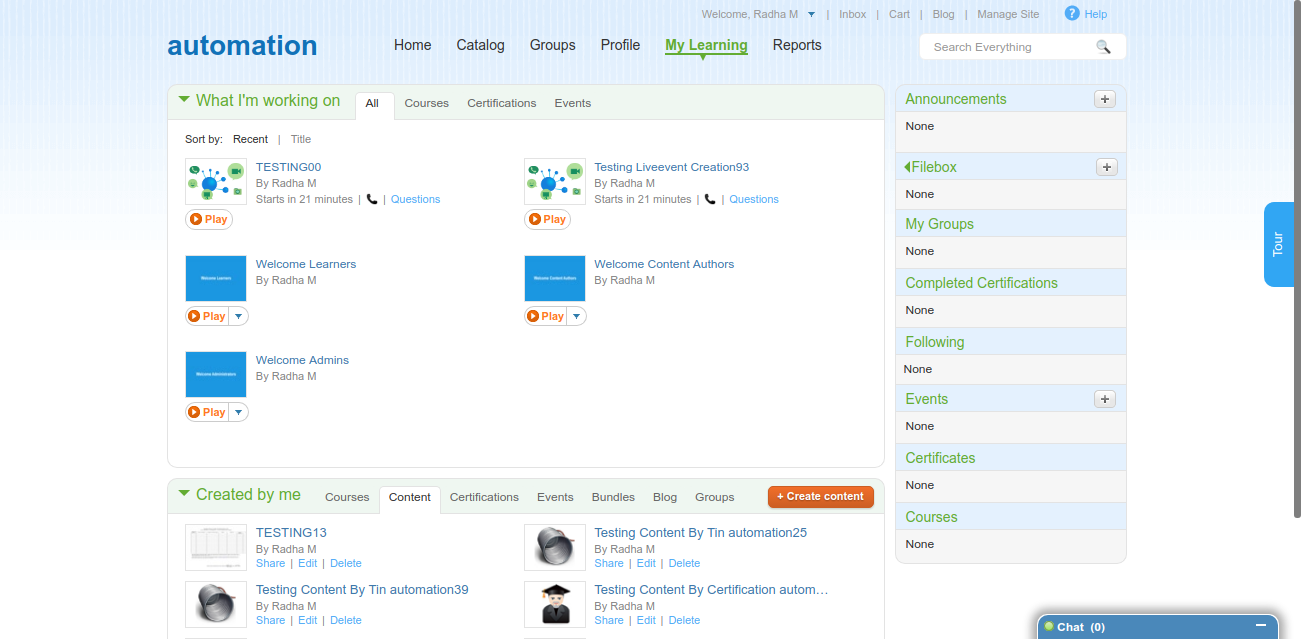 Welcome, Radha M | Inbox | Cart | Blog | Manage Site ? Help
automation
Home Catalog Groups Profile My Learning Reports
Search Everything
What I'm working on All Courses Certifications Events
Sort by: Recent | Title
TESTING00
By Radha M
Starts in 21 minutes | | Questions
Play
Testing Liveevent Creation93
By Radha M
Starts in 21 minutes | | Questions
Play
Welcome Learners
Welcome Learners
By Radha M
Play
Welcome Content Authors
Welcome Content Authors
By Radha M
Play
Welcome Administrators
Welcome Admins
By Radha M
Play
Created by me Courses Content Certifications Events Bundles Blog Groups + Create content
TESTING13
By Radha M
Share | Edit | Delete
Testing Content By Tin automation25
By Radha M
Share | Edit | Delete
Testing Content By Tin automation39
By Radha M
Share | Edit | Delete
Testing Content By Certification autom…
By Radha M
Share | Edit | Delete
Announcements +
None
Filebox +
None
My Groups
None
Completed Certifications
None
Following
None
Events +
None
Certificates
None
Courses
None
Tour
Chat (0)